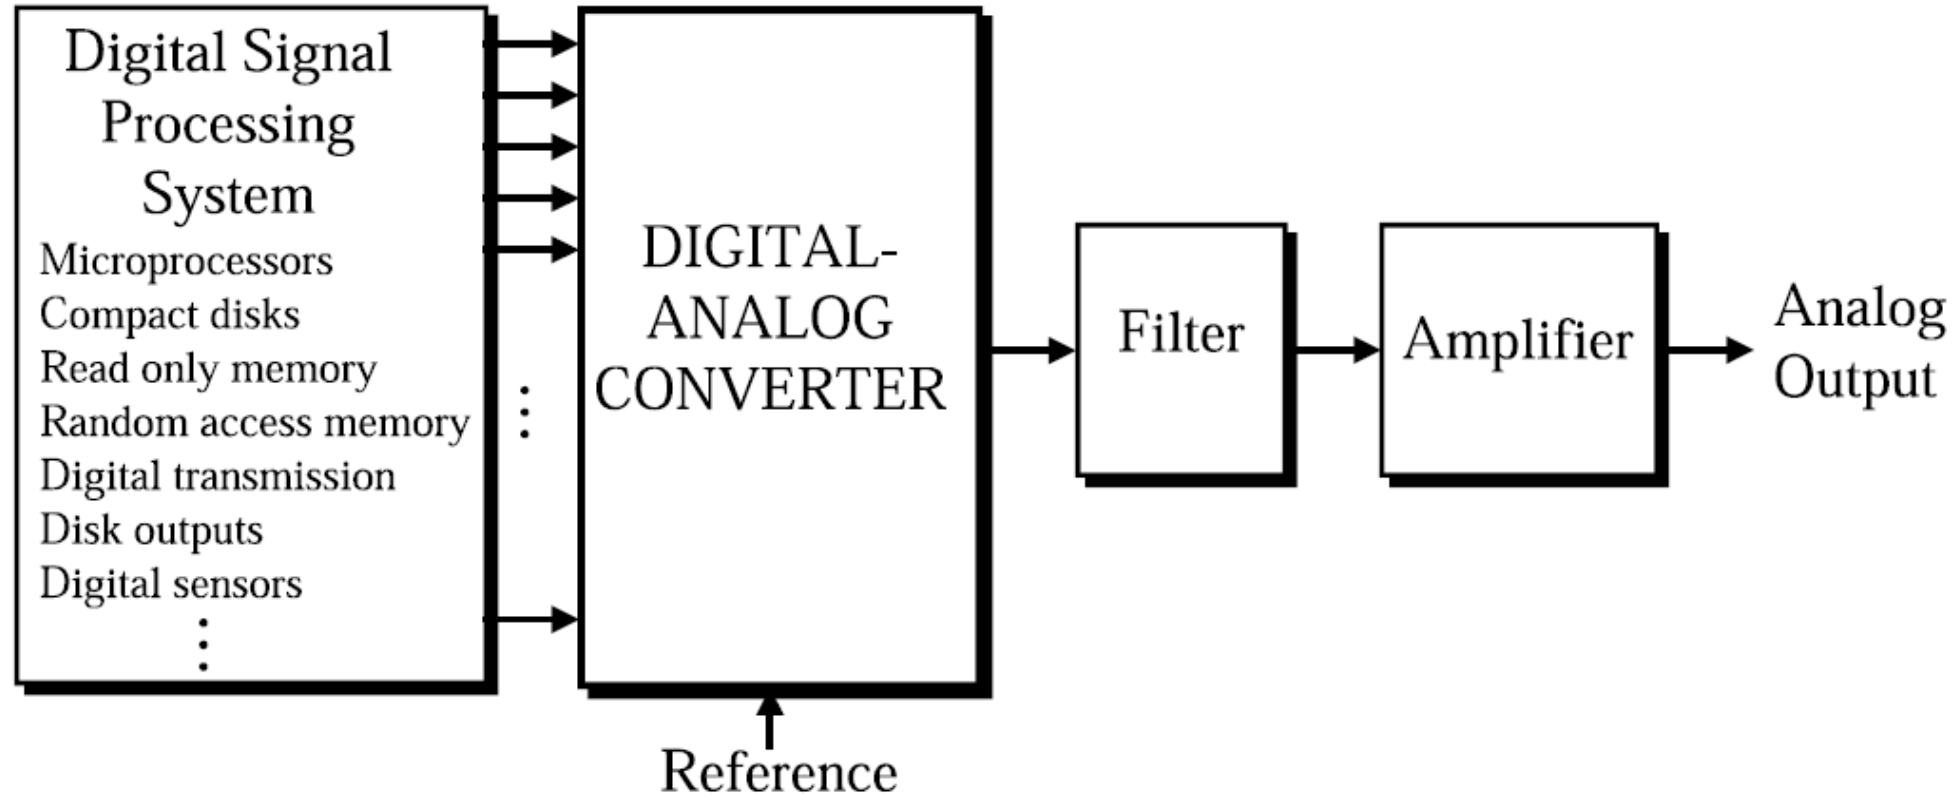 Digital Signal
Processing
System
Microprocessors
Compact disks
Read only memory
Random access memory
Digital transmission
Disk outputs
Digital sensors
DIGITAL-
ANALOG
CONVERTER
Reference
Filter
Amplifier
Analog
Output